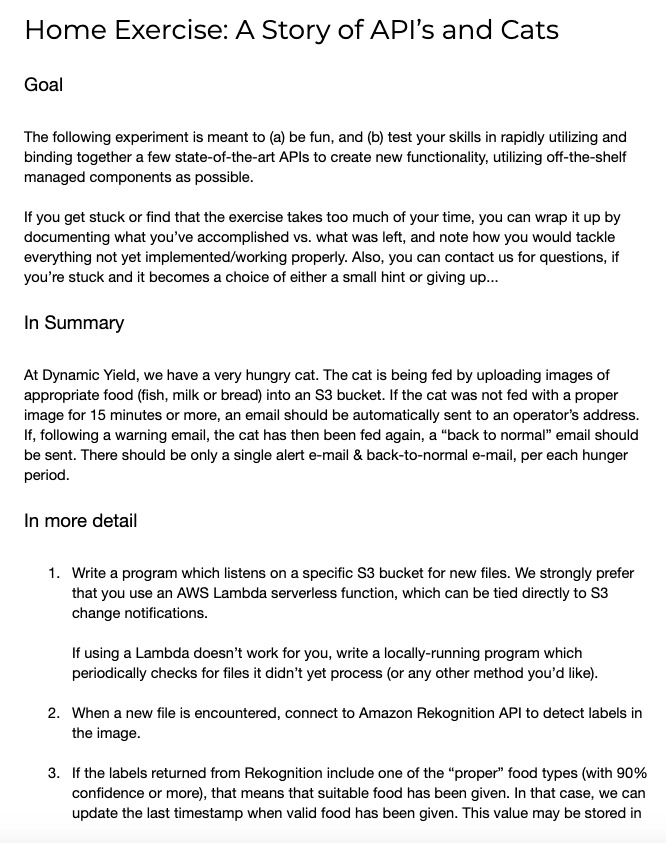 Home Exercise: A Story of API’s and Cats
Goal
The following experiment is meant to (a) be fun, and (b) test your skills in rapidly utilizing and
binding together a few state-of-the-art APIs to create new functionality, utilizing off-the-shelf
managed components as possible.
If you get stuck or find that the exercise takes too much of your time, you can wrap it up by
documenting what you’ve accomplished vs. what was left, and note how you would tackle
everything not yet implemented/working properly. Also, you can contact us for questions, if
you’re stuck and it becomes a choice of either a small hint or giving up...
In Summary
At Dynamic Yield, we have a very hungry cat. The cat is being fed by uploading images of
appropriate food (fish, milk or bread) into an S3 bucket. If the cat was not fed with a proper
image for 15 minutes or more, an email should be automatically sent to an operator’s address.
If, following a warning email, the cat has then been fed again, a “back to normal” email should
be sent. There should be only a single alert e-mail & back-to-normal e-mail, per each hunger
period.
In more detail
1. Write a program which listens on a specific S3 bucket for new files. We strongly prefer
that you use an AWS Lambda serverless function, which can be tied directly to S3
change notifications.
If using a Lambda doesn’t work for you, write a locally-running program which
periodically checks for files it didn’t yet process (or any other method you’d like).
2. When a new file is encountered, connect to Amazon Rekognition API to detect labels in
the image.
3. If the labels returned from Rekognition include one of the “proper” food types (with 90%
confidence or more), that means that suitable food has been given. In that case, we can
update the last timestamp when valid food has been given. This value may be stored in